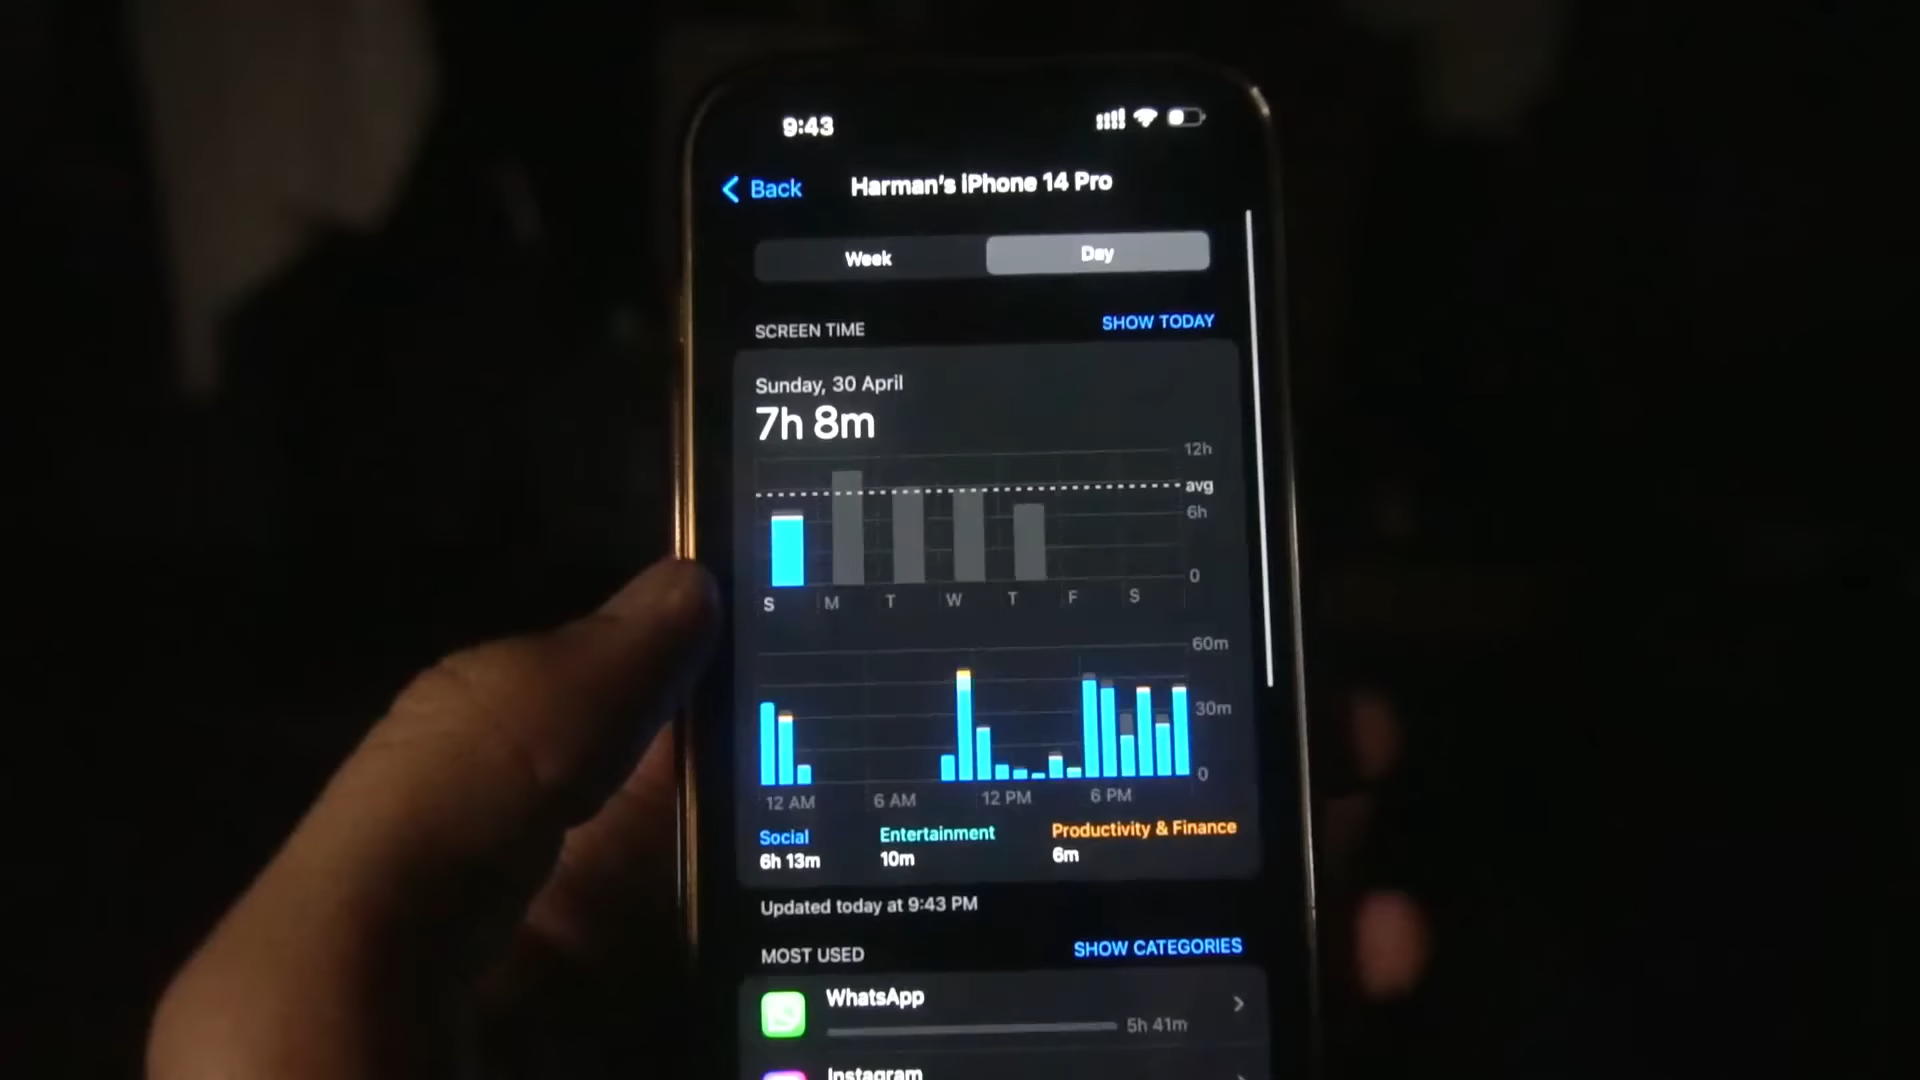 9:43
Back
Harman's iPhone 14 Pro
Week
Day
SCREEN TIME
SHOW TODAY
Sunday, 30 April
7h 8m
12h
avg
6h
0
S M T W T F S
60m
30m
0
12 AM 6 AM 12 PM 6 PM
Social Entertainment Productivity & Finance
6h 13m 10m 6m
Updated today at 9:43 PM
MOST USED
SHOW CATEGORIES
WhatsApp
5h 41m
Instagram